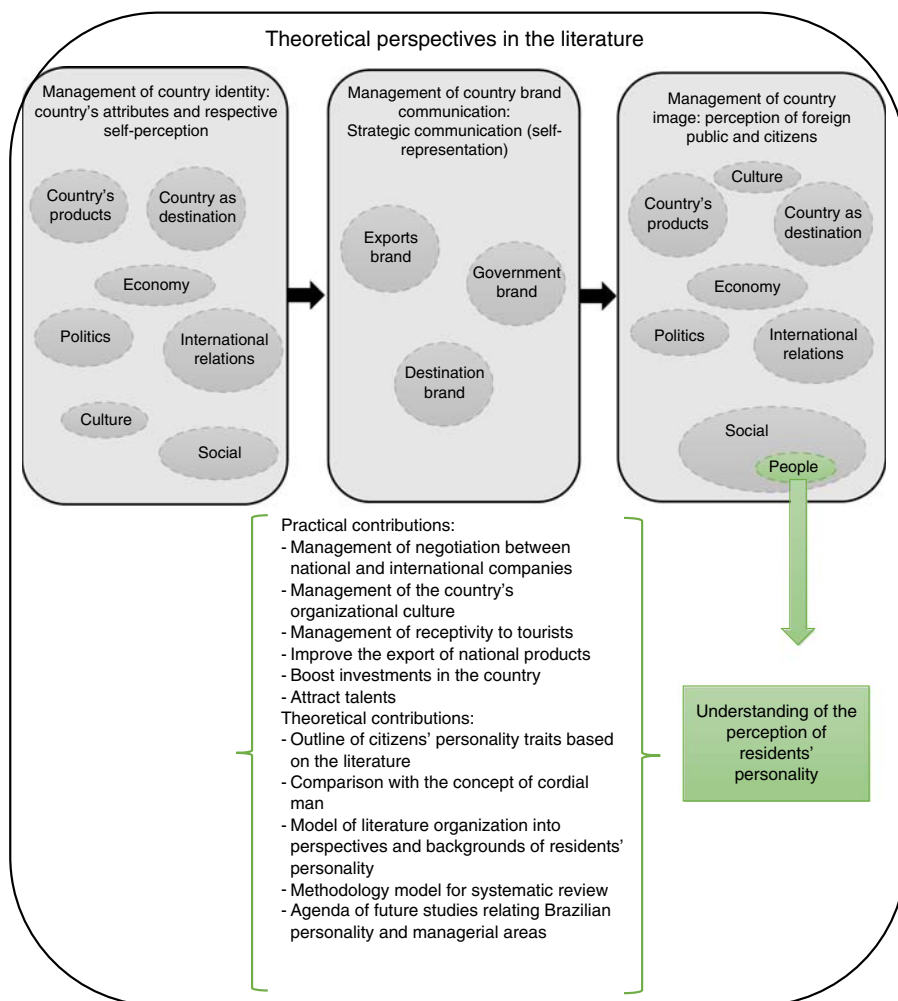 Theoretical perspectives in the literature
Management of country identity:
country's attributes and respective
self-perception
Country's
products
Country as
destination
Economy
Politics
International
relations
Culture
Social
Management of country brand
communication:
Strategic communication (self-
representation)
Exports
brand
Government
brand
Destination
brand
Management of country
image: perception of foreign
public and citizens
Culture
Country's
products
Country as
destination
Economy
Politics
International
relations
Social
People
Practical contributions:
- Management of negotiation between
national and international companies
- Management of the country's
organizational culture
- Management of receptivity to tourists
- Improve the export of national products
- Boost investments in the country
- Attract talents
Theoretical contributions:
- Outline of citizens' personality traits based
on the literature
- Comparison with the concept of cordial
man
- Model of literature organization into
perspectives and backgrounds of residents'
personality
- Methodology model for systematic review
- Agenda of future studies relating Brazilian
personality and managerial areas
Understanding of the
perception of
residents'
personality